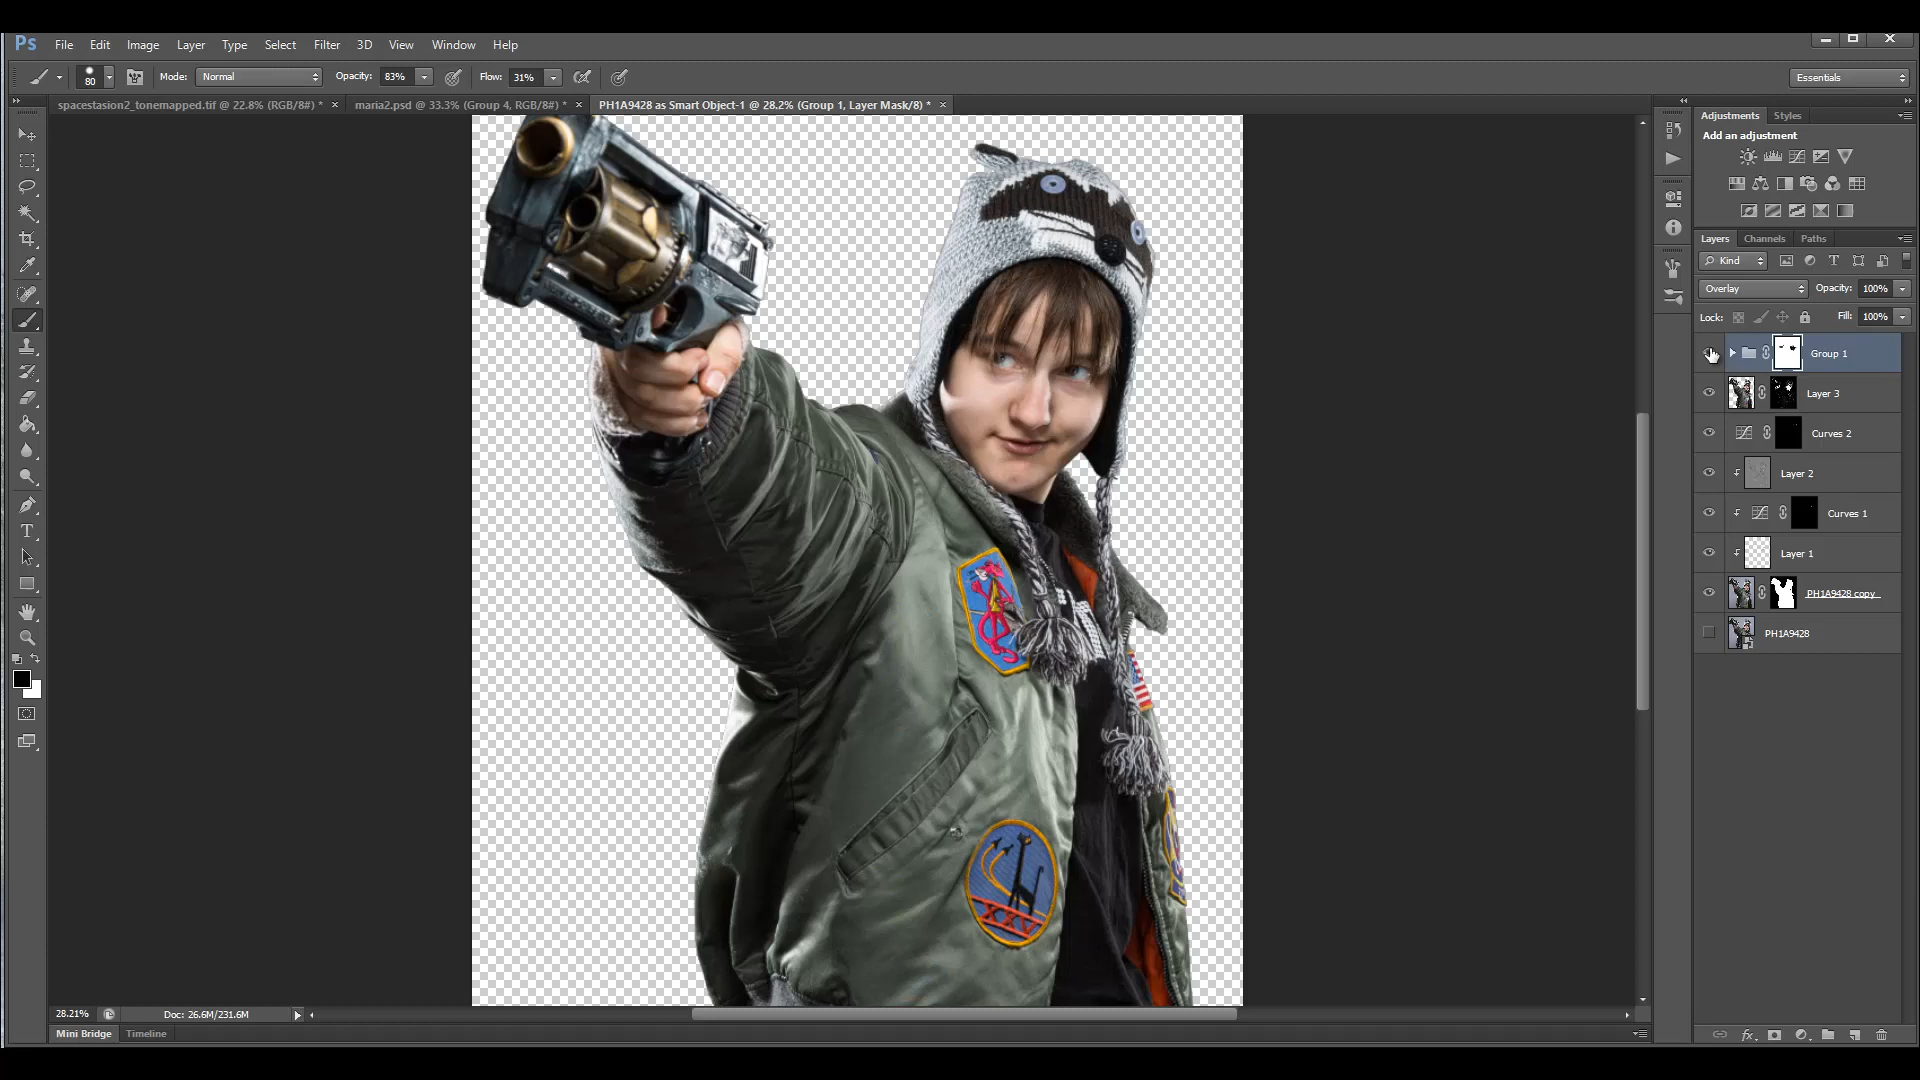 Ps File Edit Image Layer Type Select Filter 3D View Window Help
80 Mode: Normal Opacity: 83% Flow: 31% Essentials
spacestasion2_tonemapped.tif @ 22.8% (RGB/8#) * × maria2.psd @ 33.3% (Group 4, RGB/8#) * × PH1A9428 as Smart Object-1 @ 28.2% (Group 1, Layer Mask/8) * ×
Adjustments Styles
Add an adjustment
Layers Channels Paths
Kind
Overlay Opacity: 100%
Lock: Fill: 100%
Group 1
Layer 3
Curves 2
Layer 2
Curves 1
Layer 1
PH1A9428 copy
PH1A9428
XXV
28.21% Doc: 26.6M/231.6M
Mini Bridge Timeline
fx